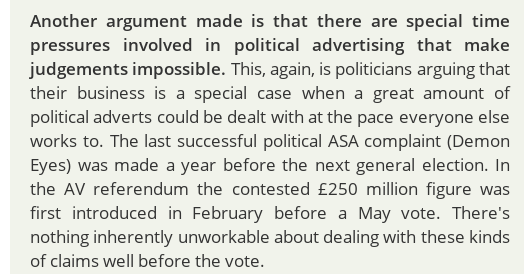 Another argument made is that there are special time
pressures involved in political advertising that make
judgements impossible. This, again, is politicians arguing that
their business is a special case when a great amount of
political adverts could be dealt with at the pace everyone else
works to. The last successful political ASA complaint (Demon
Eyes) was made a year before the next general election. In
the AV referendum the contested £250 million figure was
first introduced in February before a May vote. There's
nothing inherently unworkable about dealing with these kinds
of claims well before the vote.